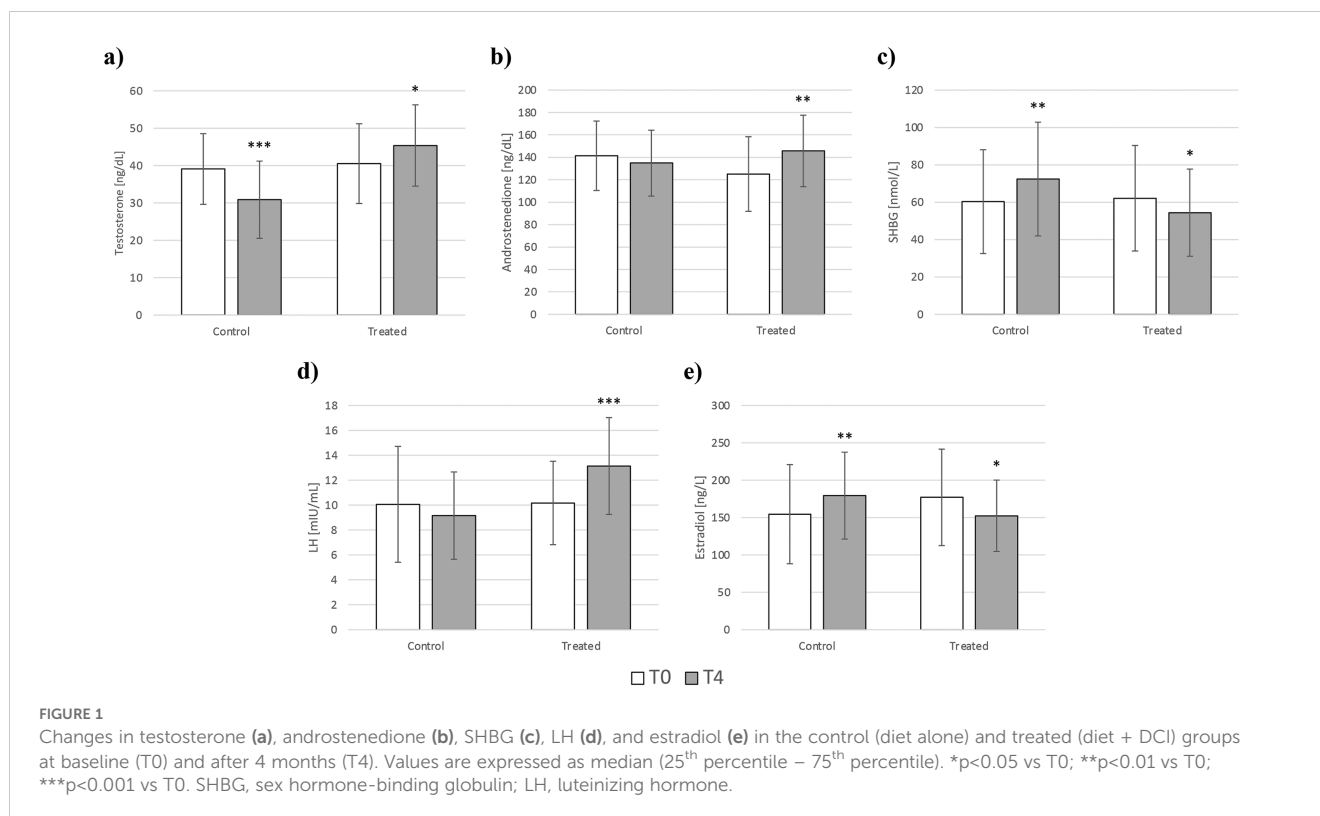 a)
Testosterone [ng/dL]
60
50
40
30
20
10
0
***
*
Control
Treated
b)
Androstenedione [ng/dL]
200
180
160
140
120
100
80
60
40
20
0
**
Control
Treated
c)
SHBG [nmol/L]
120
100
80
60
40
20
0
**
*
Control
Treated
d)
LH [mIU/mL]
18
16
14
12
10
8
6
4
2
0
***
Control
Treated
e)
Estradiol [ng/L]
300
250
200
150
100
50
0
**
*
Control
Treated
T0 T4
FIGURE 1
Changes in testosterone (a), androstenedione (b), SHBG (c), LH (d), and estradiol (e) in the control (diet alone) and treated (diet + DCI) groups
at baseline (T0) and after 4 months (T4). Values are expressed as median (25th percentile – 75th percentile). *p<0.05 vs T0; **p<0.01 vs T0;
***p<0.001 vs T0. SHBG, sex hormone-binding globulin; LH, luteinizing hormone.